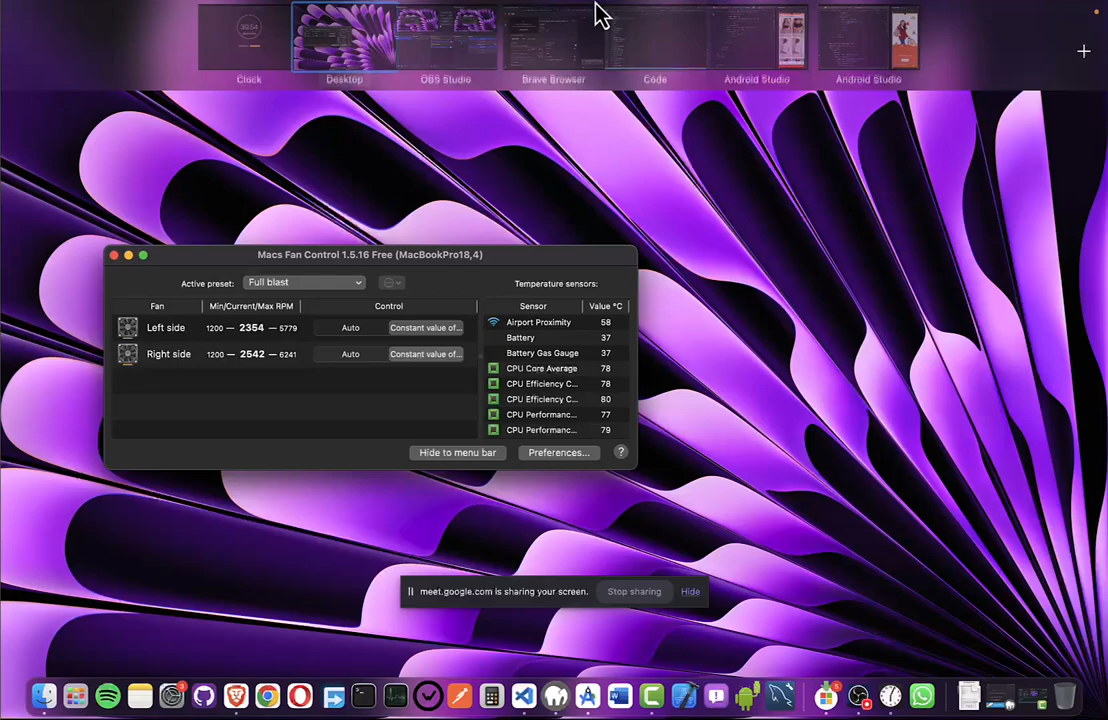 39:54
Clock
Desktop
OBS Studio
Brave Browser
Code
Android Studio
Android Studio
Macs Fan Control 1.5.16 Free (MacBookPro18,4)
Active preset:
Full blast
Temperature sensors:
Fan
Min/Current/Max RPM
Control
Sensor
Value °C
Left side
1200 — 2354 — 5779
Auto
Constant value of...
Right side
1200 — 2542 — 6241
Auto
Constant value of...
Airport Proximity 58
Battery 37
Battery Gas Gauge 37
CPU Core Average 78
CPU Efficiency C... 78
CPU Efficiency C... 80
CPU Performanc... 77
CPU Performanc... 79
Hide to menu bar
Preferences...
?
meet.google.com is sharing your screen.
Stop sharing
Hide